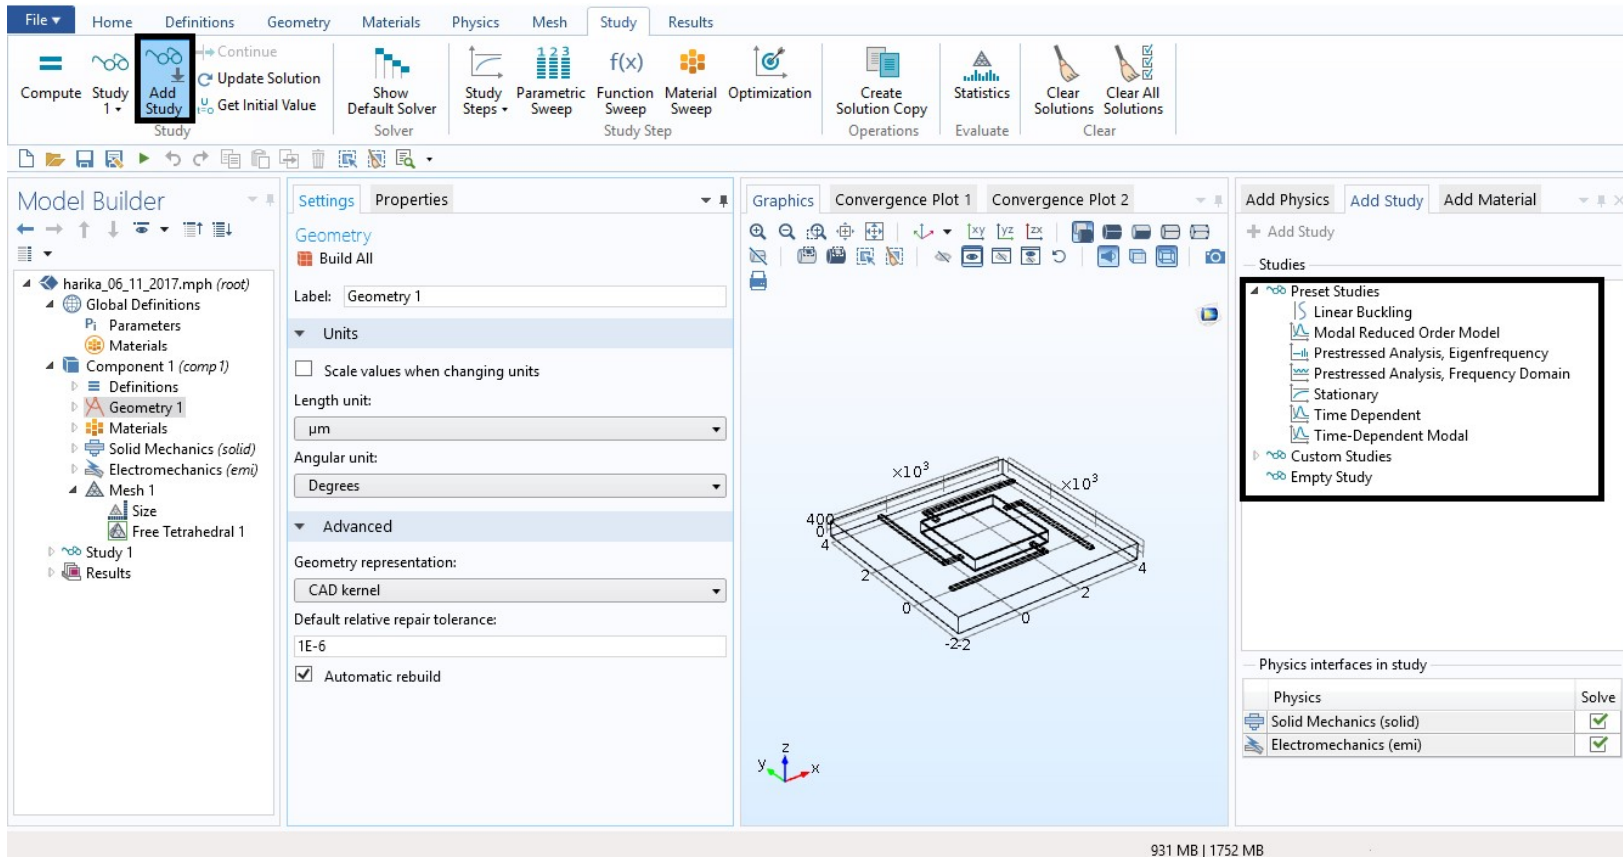 File Home Definitions Geometry Materials Physics Mesh Study Results
Compute
Study 1
Add Study
Continue
Update Solution
t=0 Get Initial Value
Study
Show Default Solver
Solver
Study Steps
123
Parametric Sweep
f(x)
Function Sweep
Material Sweep
Optimization
Study Step
Create Solution Copy
Operations
Statistics
Evaluate
Clear Solutions
Clear All Solutions
Clear
Model Builder
harika_06_11_2017.mph (root)
Global Definitions
Pi Parameters
Materials
Component 1 (comp1)
Definitions
Geometry 1
Materials
Solid Mechanics (solid)
Electromechanics (emi)
Mesh 1
Size
Free Tetrahedral 1
Study 1
Results
Settings Properties
Geometry
Build All
Label: Geometry 1
Units
Scale values when changing units
Length unit:
µm
Angular unit:
Degrees
Advanced
Geometry representation:
CAD kernel
Default relative repair tolerance:
1E-6
Automatic rebuild
Graphics Convergence Plot 1 Convergence Plot 2
xy yz zx
×10³
×10³
400
0
4
2
0
-2
-2
0
2
4
z
y
x
Add Physics Add Study Add Material
+ Add Study
Studies
Preset Studies
Linear Buckling
Modal Reduced Order Model
Prestressed Analysis, Eigenfrequency
Prestressed Analysis, Frequency Domain
Stationary
Time Dependent
Time-Dependent Modal
Custom Studies
Empty Study
Physics interfaces in study
Physics Solve
Solid Mechanics (solid)
Electromechanics (emi)
931 MB | 1752 MB